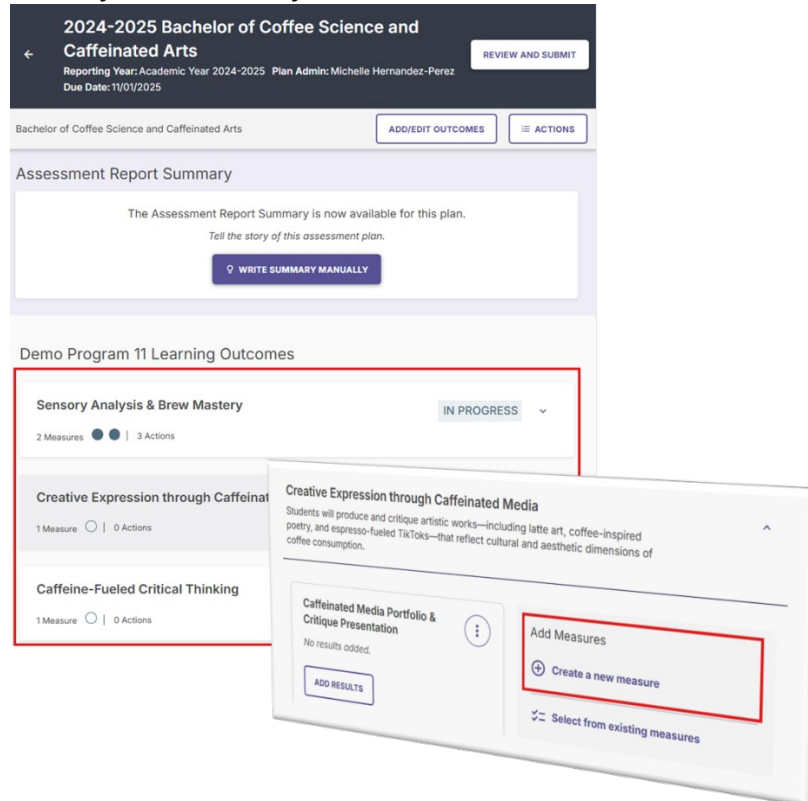 2024-2025 Bachelor of Coffee Science and
Caffeinated Arts
Reporting Year: Academic Year 2024-2025 Plan Admin: Michelle Hernandez-Perez
Due Date: 11/01/2025
REVIEW AND SUBMIT
Bachelor of Coffee Science and Caffeinated Arts
ADD/EDIT OUTCOMES
ACTIONS
Assessment Report Summary
The Assessment Report Summary is now available for this plan.
Tell the story of this assessment plan.
WRITE SUMMARY MANUALLY
Demo Program 11 Learning Outcomes
Sensory Analysis & Brew Mastery
IN PROGRESS
2 Measures | 3 Actions
Creative Expression through Caffeinat
1 Measure | 0 Actions
Caffeine-Fueled Critical Thinking
1 Measure | 0 Actions
Creative Expression through Caffeinated Media
Students will produce and critique artistic works—including latte art, coffee-inspired
poetry, and espresso-fueled TikToks—that reflect cultural and aesthetic dimensions of
coffee consumption.
Caffeinated Media Portfolio &
Critique Presentation
No results added.
ADD RESULTS
Add Measures
Create a new measure
Select from existing measures